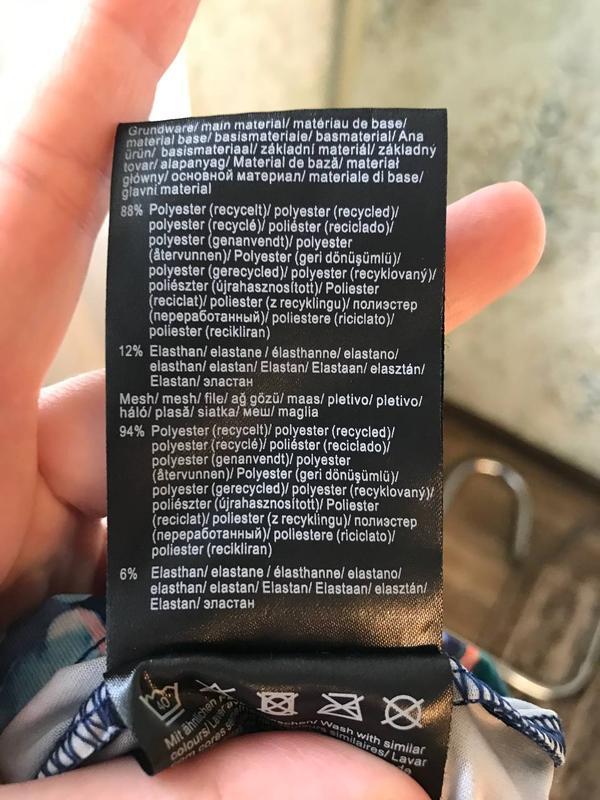 Grundware/ main material/ matériau de base/
material base/ basismateriale/ basmaterial/ Ana
ürün/ basismateriaal/ základní materiál/ základný
tovar/ alapanyag/ Material de bază/ materiał
główny/ основной материал/ materiale di base/
glavni material
88% Polyester (recycelt)/ polyester (recycled)/
polyester (recyclé)/ poliéster (reciclado)/
polyester (genanvendt)/ polyester
(återvunnen)/ Polyester (geri dönüşümlü)/
polyester (gerecycled)/ polyester (recyklovaný)/
poliészter (újrahasznosított)/ Poliester
(reciclat)/ poliester (z recyklingu)/ полиэстер
(переработанный)/ poliestere (riciclato)/
poliester (recikliran)
12% Elasthan/ elastane / élasthanne/ elastano/
elasthan/ elastan/ Elastan/ Elastaan/ elasztán/
Elastan/ эластан
Mesh/ mesh/ file/ ağ gözü/ maas/ pletivo/ pletivo/
háló/ plasă/ siatka/ меш/ maglia
94% Polyester (recycelt)/ polyester (recycled)/
polyester (recyclé)/ poliéster (reciclado)/
polyester (genanvendt)/ polyester
(återvunnen)/ Polyester (geri dönüşümlü)/
polyester (gerecycled)/ polyester (recyklovaný)/
poliészter (újrahasznosított)/ Poliester
(reciclat)/ poliester (z recyklingu)/ полиэстер
(переработанный)/ poliestere (riciclato)/
poliester (recikliran)
6% Elasthan/ elastane / élasthanne/ elastano/
elasthan/ elastan/ Elastan/ Elastaan/ elasztán/
Elastan/ эластан
40
Mit ähnlichen / Wash with similar
colours/ similaires/ Lavar
cores